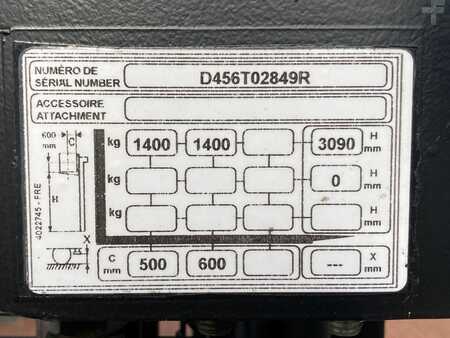 NUMÉRO DE
SERIAL NUMBER
D456T02849R
ACCESSOIRE
ATTACHMENT
600
mm
C
H
X
4022745 - FRE
kg 1400 1400 3090 H mm
kg 0 H mm
kg H mm
C mm 500 600 --- X mm